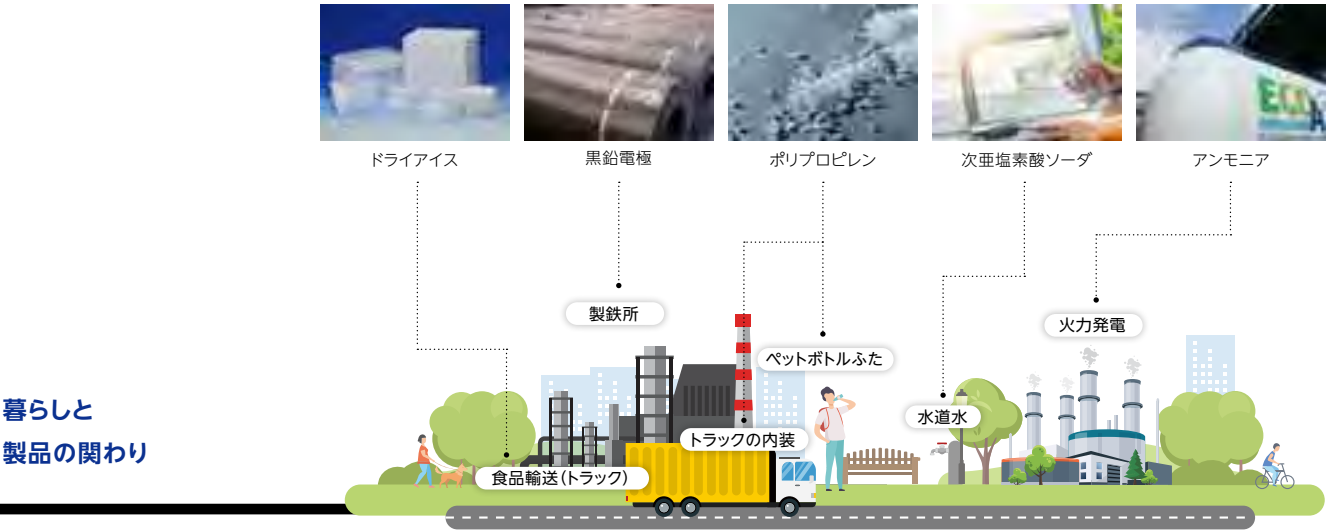 ECO
ドライアイス
黒鉛電極
ポリプロピレン
次亜塩素酸ソーダ
アンモニア
製鉄所
火力発電
ペットボトルふた
水道水
トラックの内装
食品輸送(トラック)
暮らしと
製品の関わり